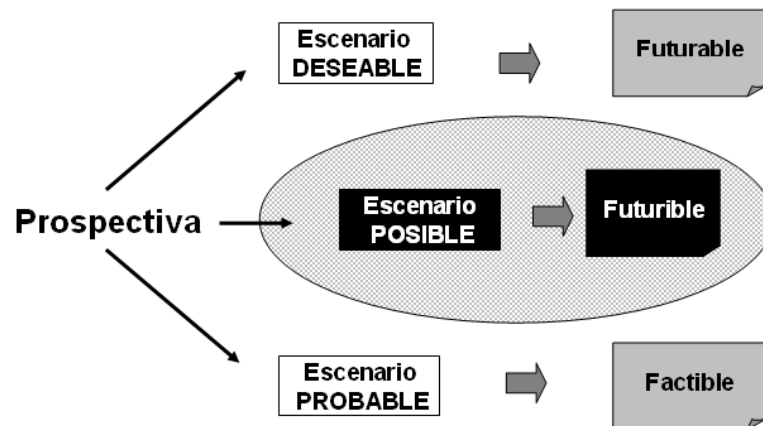 Escenario
DESEABLE
Futurable
Prospectiva
Escenario
POSIBLE
Futurible
Escenario
PROBABLE
Factible